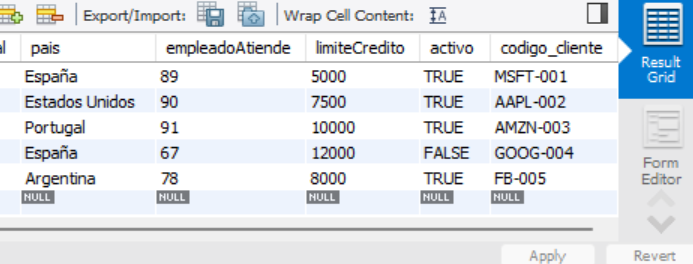 Export/Import: Wrap Cell Content:
al pais empleadoAtiende limiteCredito activo codigo_cliente
España 89 5000 TRUE MSFT-001
Estados Unidos 90 7500 TRUE AAPL-002
Portugal 91 10000 TRUE AMZN-003
España 67 12000 FALSE GOOG-004
Argentina 78 8000 TRUE FB-005
NULL NULL NULL NULL NULL
Result
Grid
Form
Editor
Apply Revert